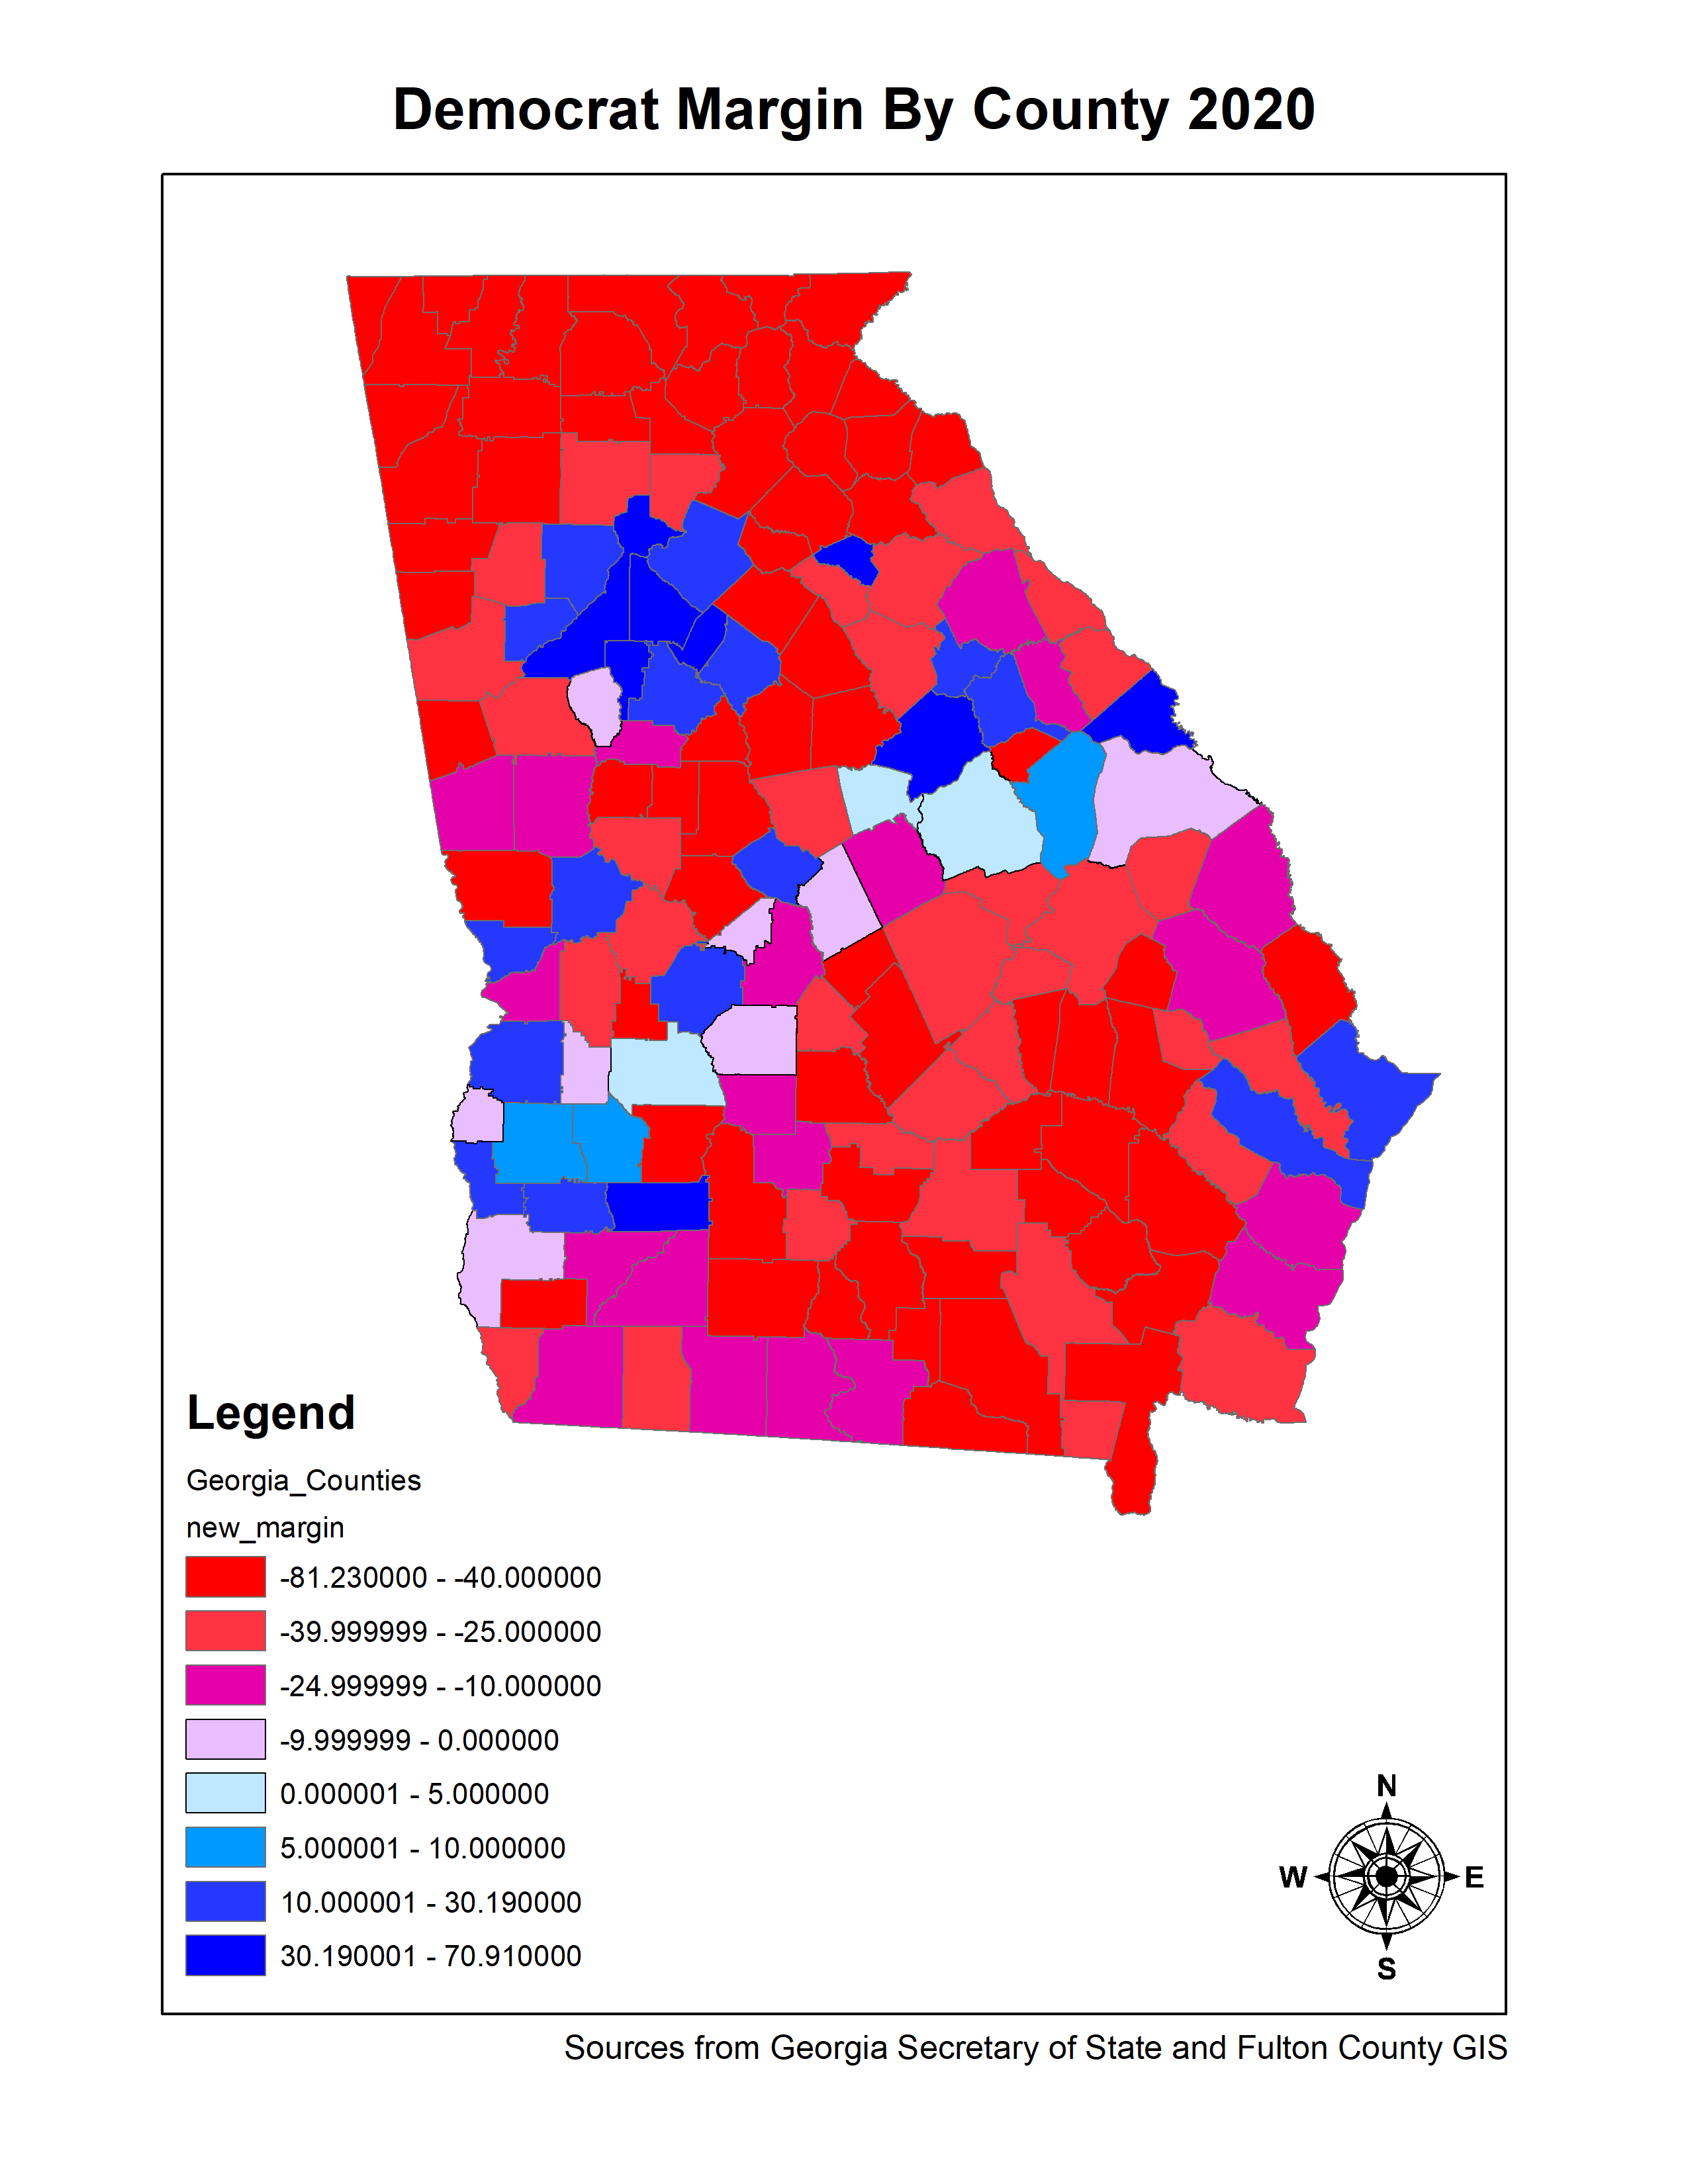 Democrat Margin By County 2020
Legend
Georgia_Counties
new_margin
-81.230000 - -40.000000
-39.999999 - -25.000000
-24.999999 - -10.000000
-9.999999 - 0.000000
0.000001 - 5.000000
5.000001 - 10.000000
10.000001 - 30.190000
30.190001 - 70.910000
N
W E
S
Sources from Georgia Secretary of State and Fulton County GIS